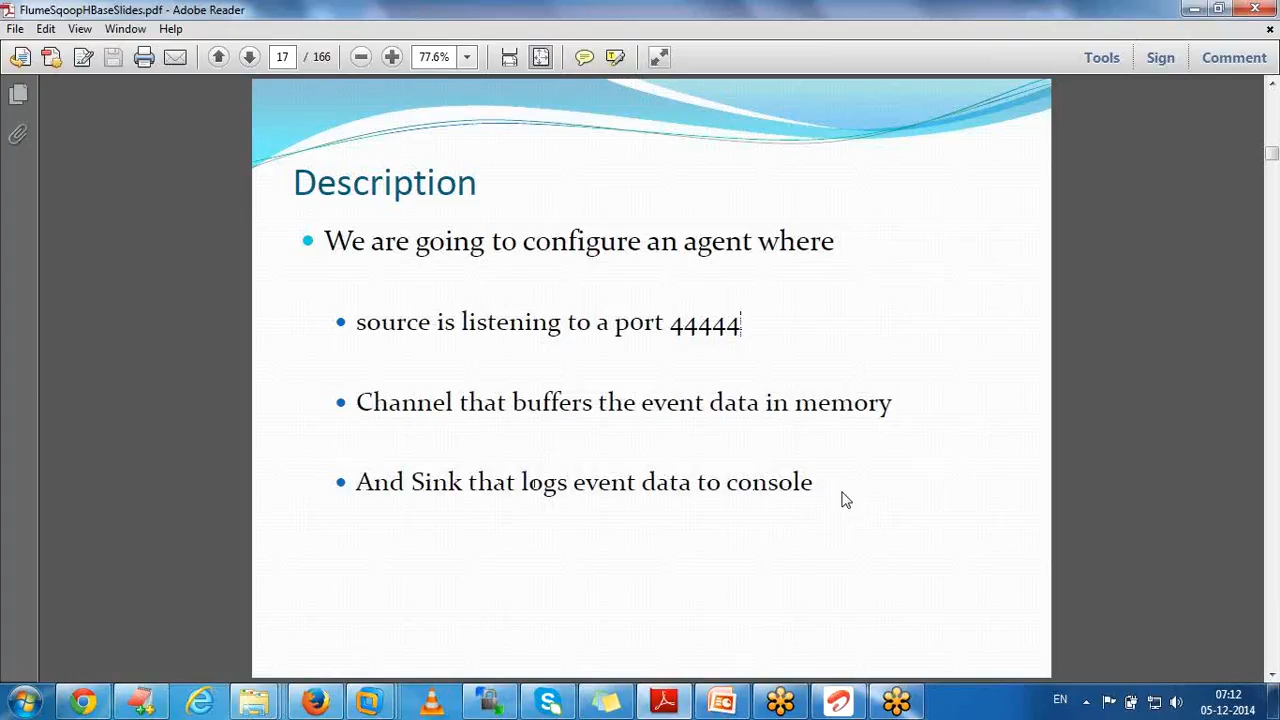 FlumeSqoopHBaseSlides.pdf - Adobe Reader
File Edit View Window Help
17 / 166 77.6% Tools Sign Comment
Description
We are going to configure an agent where
source is listening to a port 44444
Channel that buffers the event data in memory
And Sink that logs event data to console
EN 07:12
05-12-2014